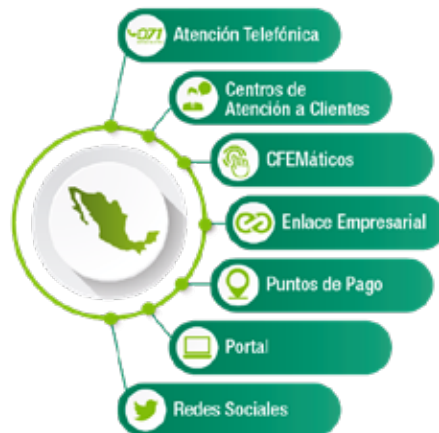 071
Atención Telefónica
Centros de
Atención a Clientes
CFEMáticos
Enlace Empresarial
Puntos de Pago
Portal
Redes Sociales